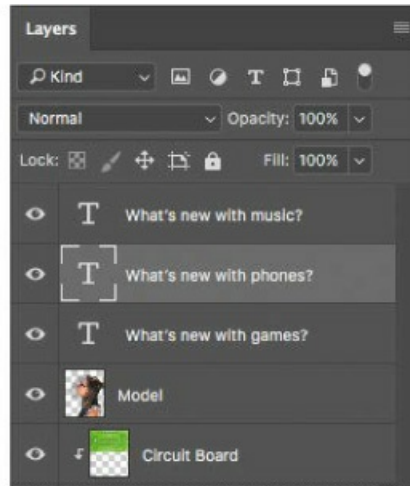 Layers
Kind T
Normal Opacity: 100%
Lock: Fill: 100%
T What's new with music?
T What's new with phones?
T What's new with games?
Model
Circuit Board